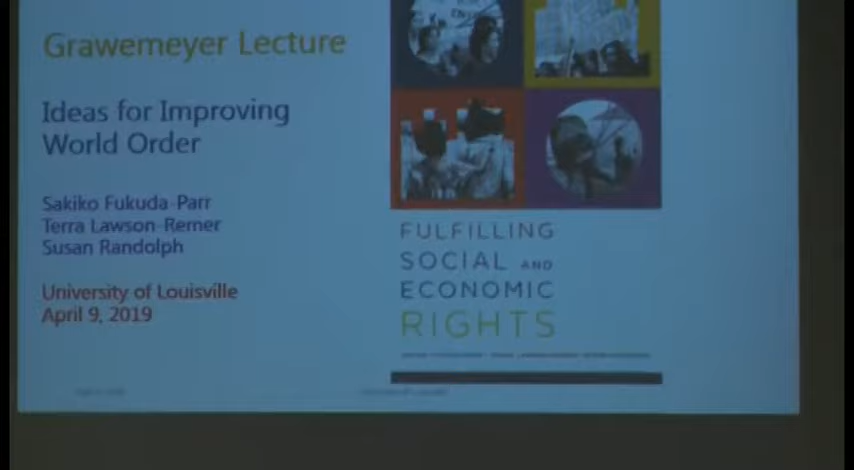 Grawemeyer Lecture
Ideas for Improving
World Order
Sakiko Fukuda-Parr
Terra Lawson-Remer
Susan Randolph
University of Louisville
April 9, 2019
FULFILLING
SOCIAL AND
ECONOMIC
RIGHTS